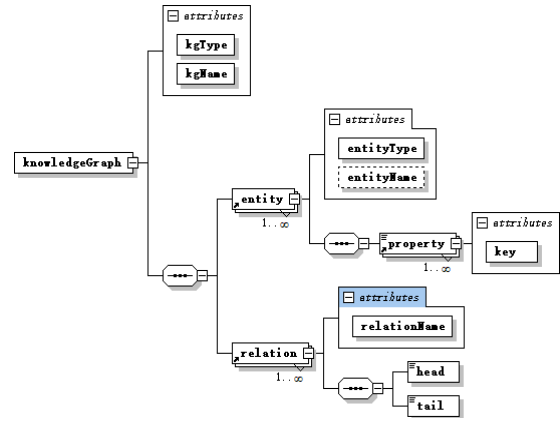 attributes
kgType
kgName
knowledgeGraph
attributes
entityType
entityName
entity
1..∞
property
1..∞
attributes
key
attributes
relationName
relation
1..∞
head
tail